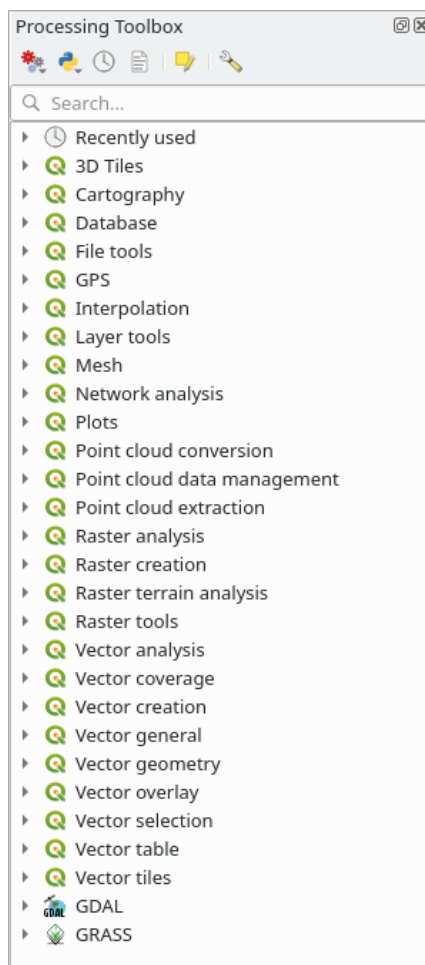 Processing Toolbox
Search...
Recently used
3D Tiles
Cartography
Database
File tools
GPS
Interpolation
Layer tools
Mesh
Network analysis
Plots
Point cloud conversion
Point cloud data management
Point cloud extraction
Raster analysis
Raster creation
Raster terrain analysis
Raster tools
Vector analysis
Vector coverage
Vector creation
Vector general
Vector geometry
Vector overlay
Vector selection
Vector table
Vector tiles
GDAL GDAL
GRASS